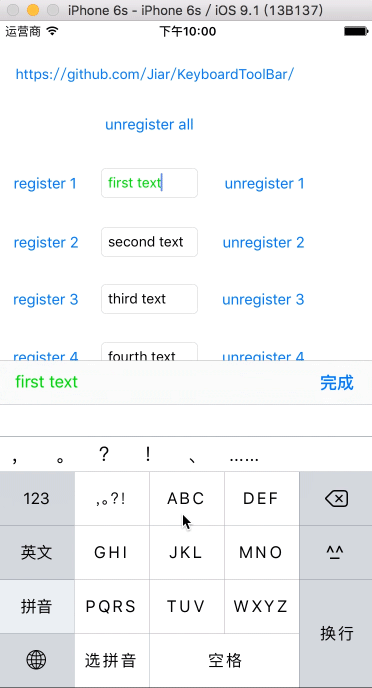 iPhone 6s - iPhone 6s / iOS 9.1 (13B137)
运营商 下午10:00
https://github.com/Jiar/KeyboardToolBar/
unregister all
register 1 first text unregister 1
register 2 second text unregister 2
register 3 third text unregister 3
register 4 fourth text unregister 4
first text 完成
， 。 ? ! 、 ……
123 ,。?! ABC DEF
英文 GHI JKL MNO ^^
拼音 PQRS TUV WXYZ
换行
选拼音 空格